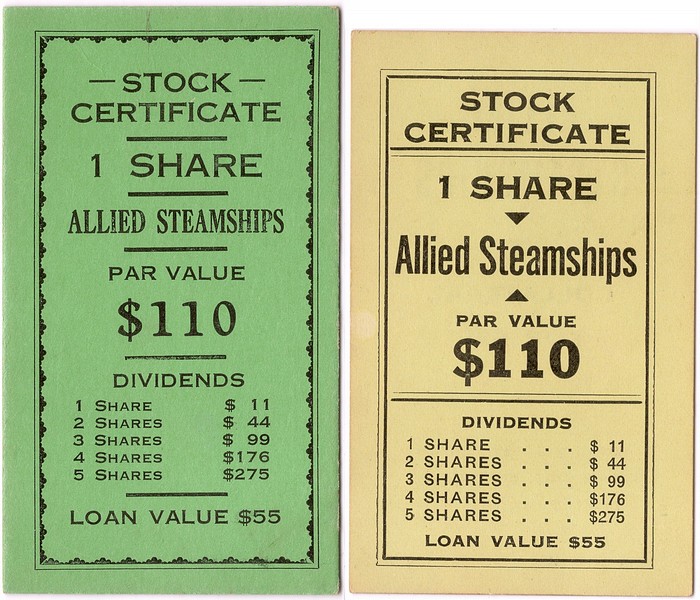 — STOCK —
CERTIFICATE
1 SHARE
ALLIED STEAMSHIPS
PAR VALUE
$110
DIVIDENDS
1 SHARE $ 11
2 SHARES $ 44
3 SHARES $ 99
4 SHARES $176
5 SHARES $275
LOAN VALUE $55
STOCK
CERTIFICATE
1 SHARE
Allied Steamships
PAR VALUE
$110
DIVIDENDS
1 SHARE . . . $ 11
2 SHARES . . . $ 44
3 SHARES . . . $ 99
4 SHARES . . . $176
5 SHARES . . . $275
LOAN VALUE $55